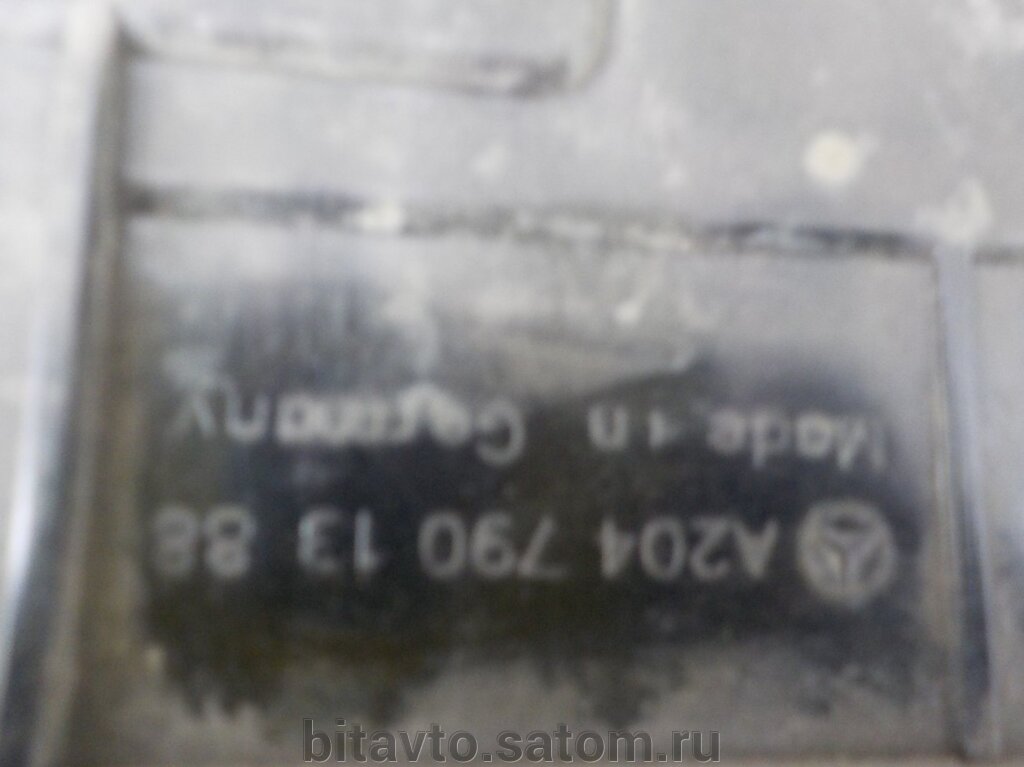 A204 790 13 88
Made in Germany
bitavto.satom.ru